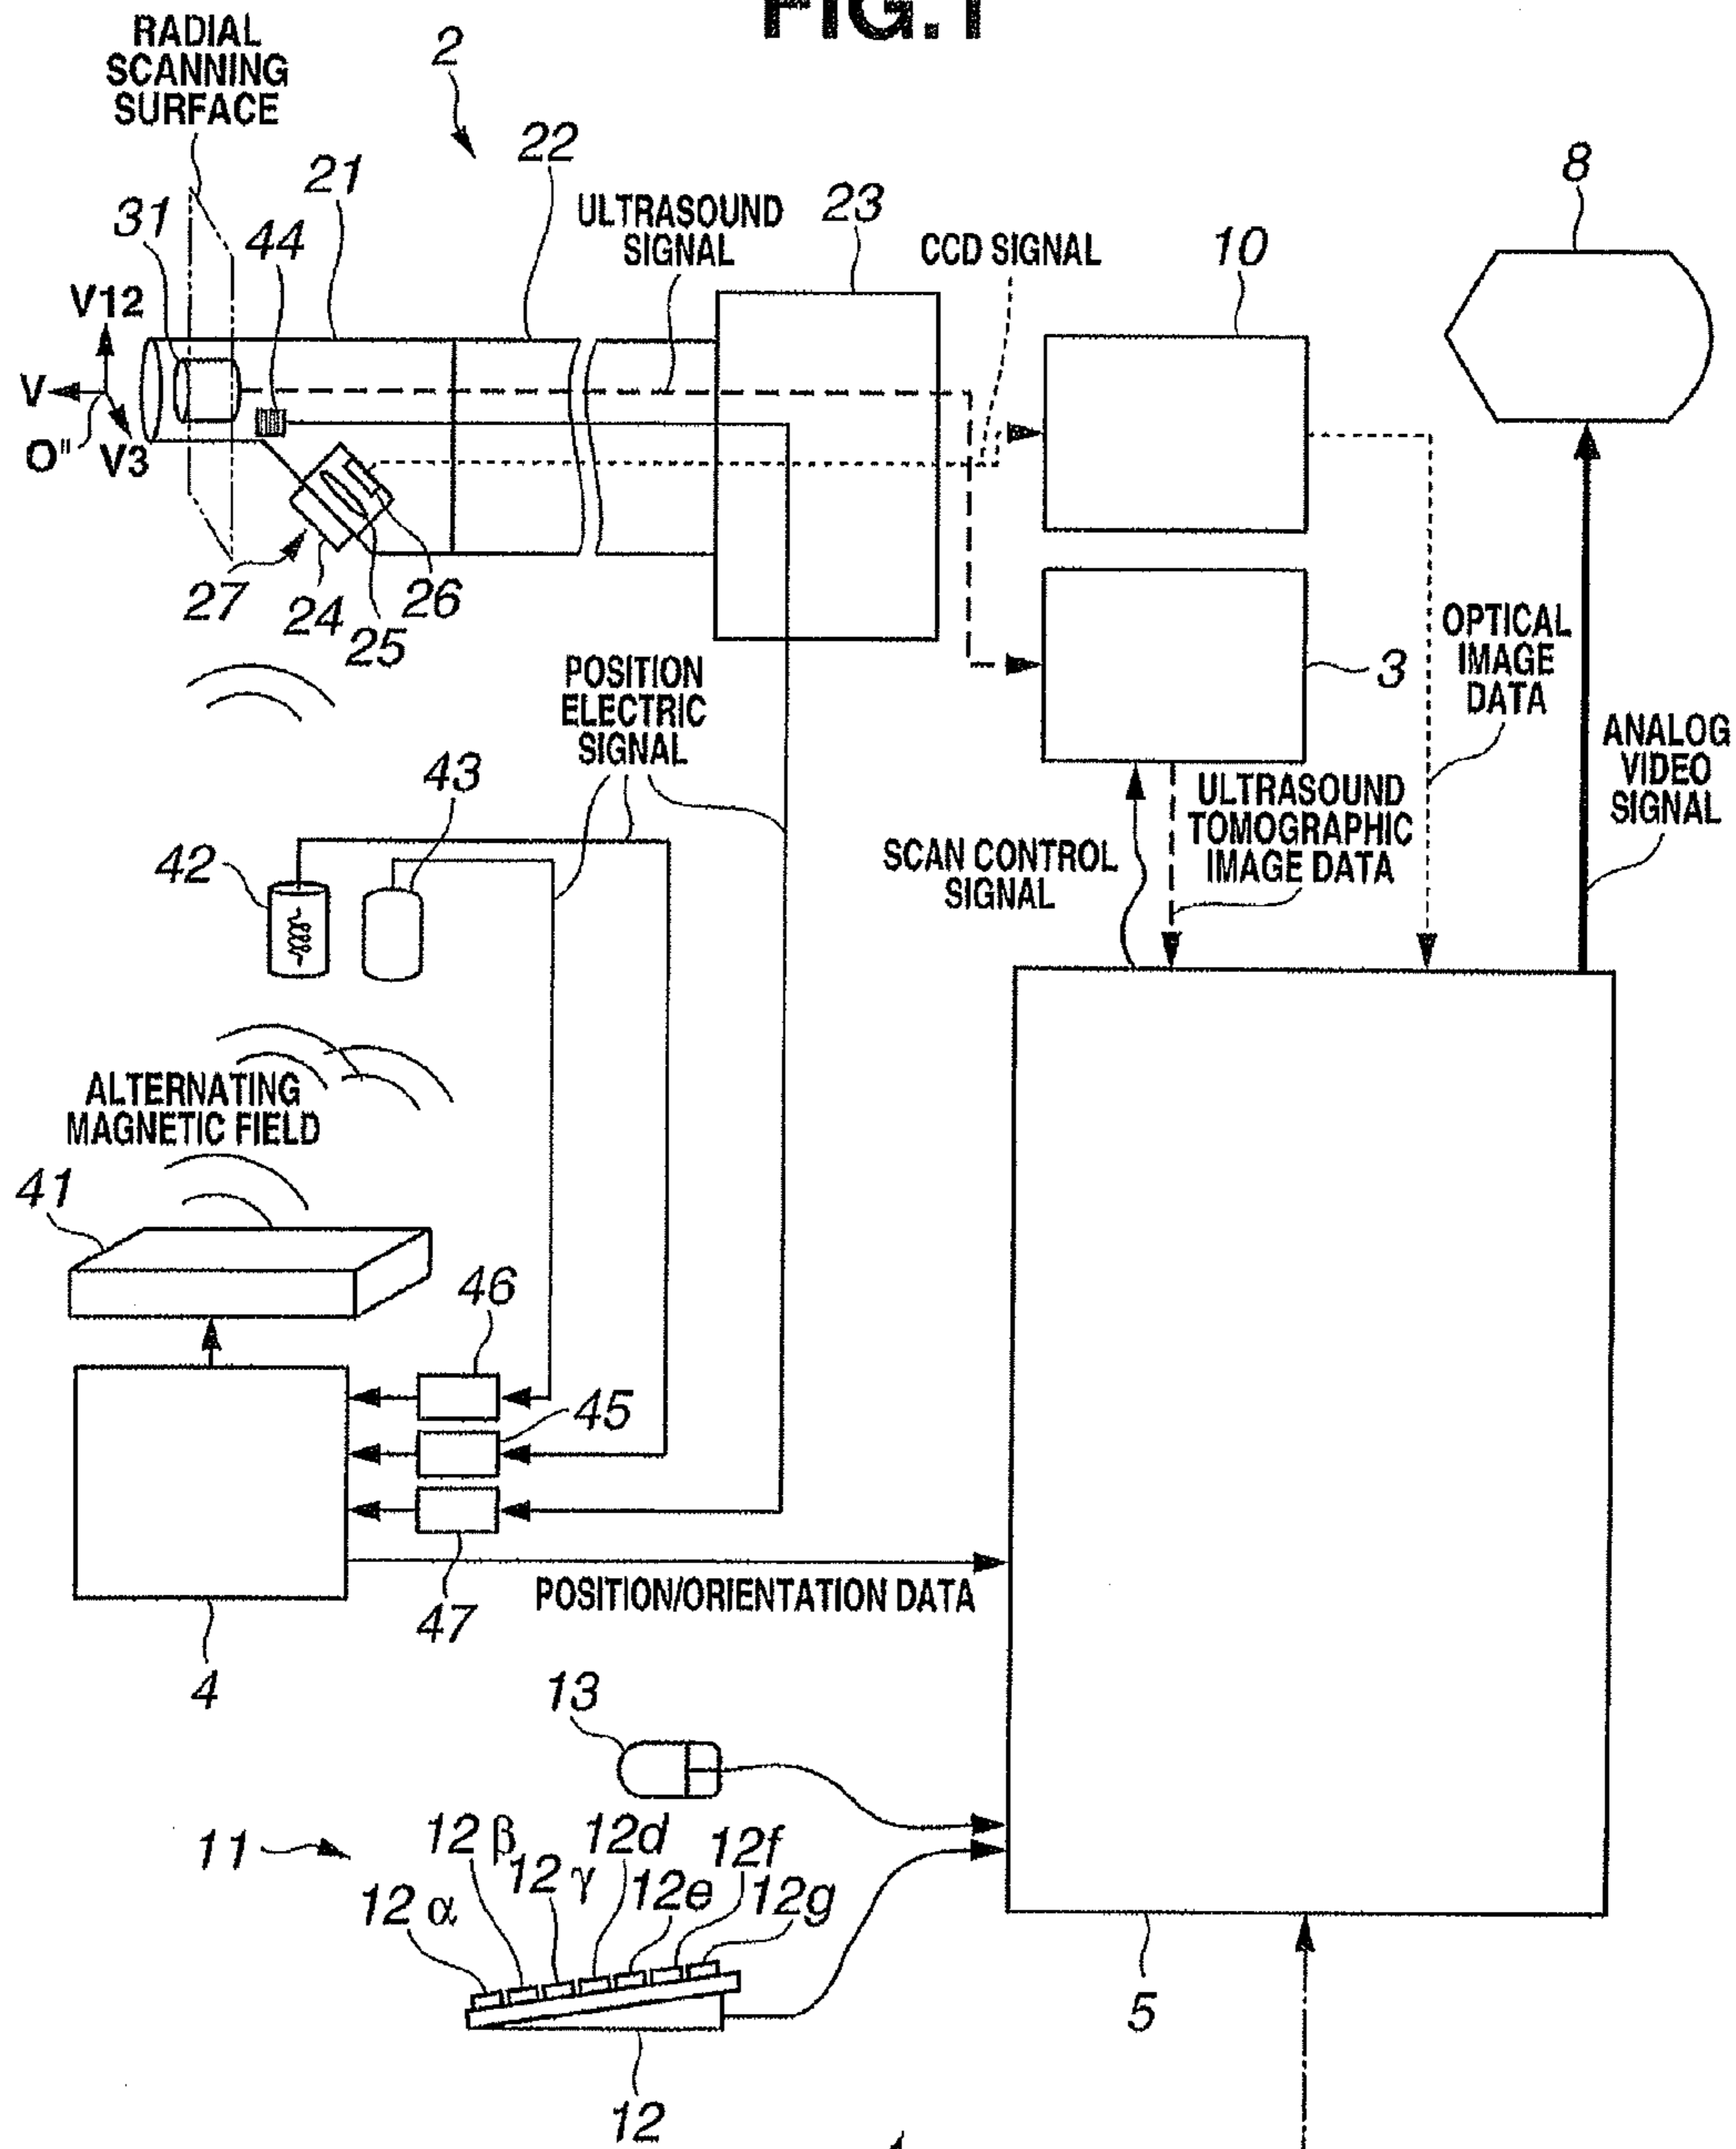 FIG.1
RADIAL
SCANNING
SURFACE
2
21
22
31
44
ULTRASOUND
SIGNAL
23
CCD SIGNAL
10
8
V12
V
O"
V3
27
24
25
26
3
OPTICAL
IMAGE
DATA
ANALOG
VIDEO
SIGNAL
POSITION
ELECTRIC
SIGNAL
ULTRASOUND
TOMOGRAPHIC
IMAGE DATA
SCAN CONTROL
SIGNAL
42
43
ALTERNATING
MAGNETIC FIELD
41
46
45
47
POSITION/ORIENTATION DATA
4
13
11
12α
12β
12γ
12d
12e
12f
12g
5
12